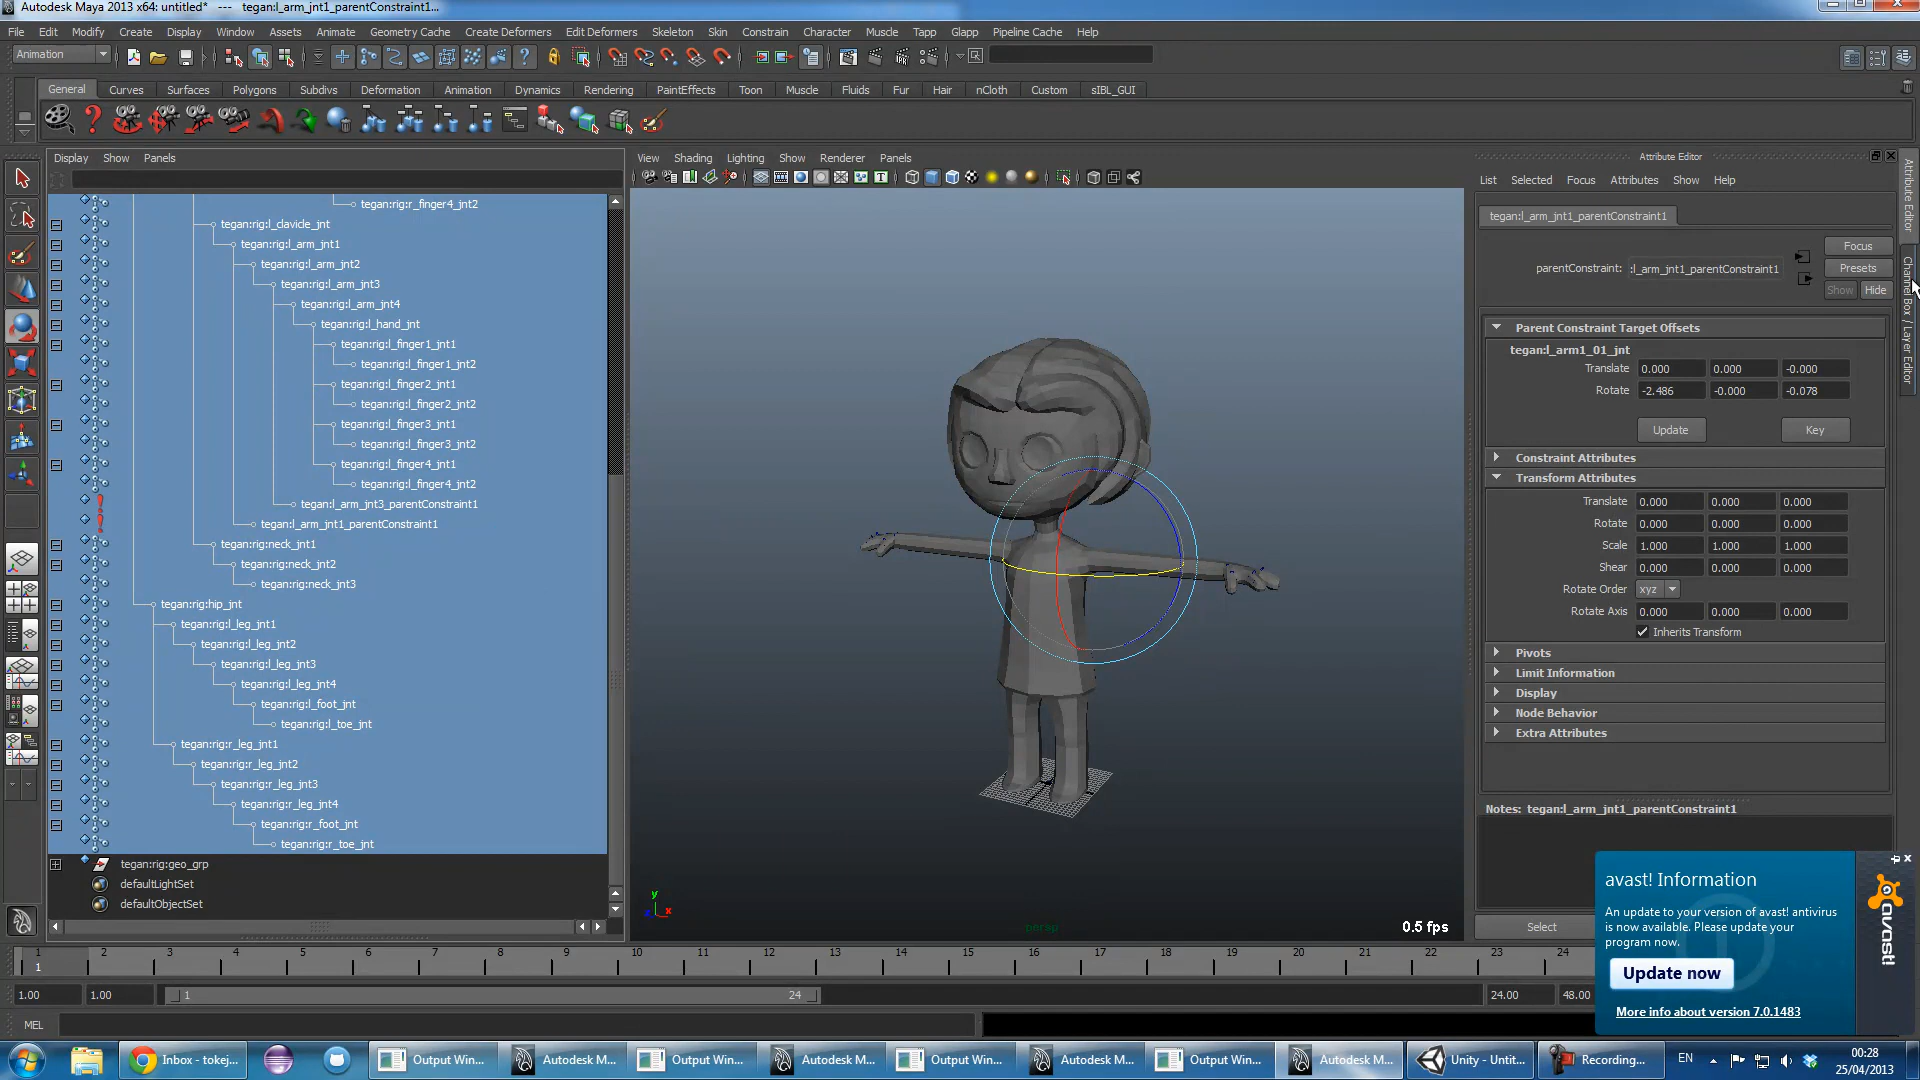 Autodesk Maya 2013 x64: untitled* --- tegan:l_arm_jnt1_parentConstraint1...
File Edit Modify Create Display Window Assets Animate Geometry Cache Create Deformers Edit Deformers Skeleton Skin Constrain Character Muscle Tapp Glapp Pipeline Cache Help
Animation
General Curves Surfaces Polygons Subdivs Deformation Animation Dynamics Rendering PaintEffects Toon Muscle Fluids Fur Hair nCloth Custom sIBL_GUI
Display Show Panels
tegan:rig:r_finger4_jnt2
tegan:rig:l_clavicle_jnt
tegan:rig:l_arm_jnt1
tegan:rig:l_arm_jnt2
tegan:rig:l_arm_jnt3
tegan:rig:l_arm_jnt4
tegan:rig:l_hand_jnt
tegan:rig:l_finger1_jnt1
tegan:rig:l_finger1_jnt2
tegan:rig:l_finger2_jnt1
tegan:rig:l_finger2_jnt2
tegan:rig:l_finger3_jnt1
tegan:rig:l_finger3_jnt2
tegan:rig:l_finger4_jnt1
tegan:rig:l_finger4_jnt2
tegan:l_arm_jnt3_parentConstraint1
tegan:l_arm_jnt1_parentConstraint1
tegan:rig:neck_jnt1
tegan:rig:neck_jnt2
tegan:rig:neck_jnt3
tegan:rig:hip_jnt
tegan:rig:l_leg_jnt1
tegan:rig:l_leg_jnt2
tegan:rig:l_leg_jnt3
tegan:rig:l_leg_jnt4
tegan:rig:l_foot_jnt
tegan:rig:l_toe_jnt
tegan:rig:r_leg_jnt1
tegan:rig:r_leg_jnt2
tegan:rig:r_leg_jnt3
tegan:rig:r_leg_jnt4
tegan:rig:r_foot_jnt
tegan:rig:r_toe_jnt
tegan:rig:geo_grp
defaultLightSet
defaultObjectSet
View Shading Lighting Show Renderer Panels
y
x
persp
0.5 fps
Attribute Editor
List Selected Focus Attributes Show Help
tegan:l_arm_jnt1_parentConstraint1
Focus
parentConstraint: :l_arm_jnt1_parentConstraint1
Presets
Show Hide
Parent Constraint Target Offsets
tegan:l_arm1_01_jnt
Translate 0.000 0.000 -0.000
Rotate -2.486 -0.000 -0.078
Update Key
Constraint Attributes
Transform Attributes
Translate 0.000 0.000 0.000
Rotate 0.000 0.000 0.000
Scale 1.000 1.000 1.000
Shear 0.000 0.000 0.000
Rotate Order xyz
Rotate Axis 0.000 0.000 0.000
Inherits Transform
Pivots
Limit Information
Display
Node Behavior
Extra Attributes
Notes: tegan:l_arm_jnt1_parentConstraint1
Select
Attribute Editor
Channel Box / Layer Editor
avast! Information
An update to your version of avast! antivirus
is now available. Please update your
program now.
Update now
More info about version 7.0.1483
avast!
1 2 3 4 5 6 7 8 9 10 11 12 13 14 15 16 17 18 19 20 21 22 23 24
1
1.00 1.00 1 24 24.00 48.00
MEL
Inbox - tokej... Output Win... Autodesk M... Output Win... Autodesk M... Output Win... Autodesk M... Output Win... Autodesk M... Unity - Untit... Recording... EN 00:28
25/04/2013